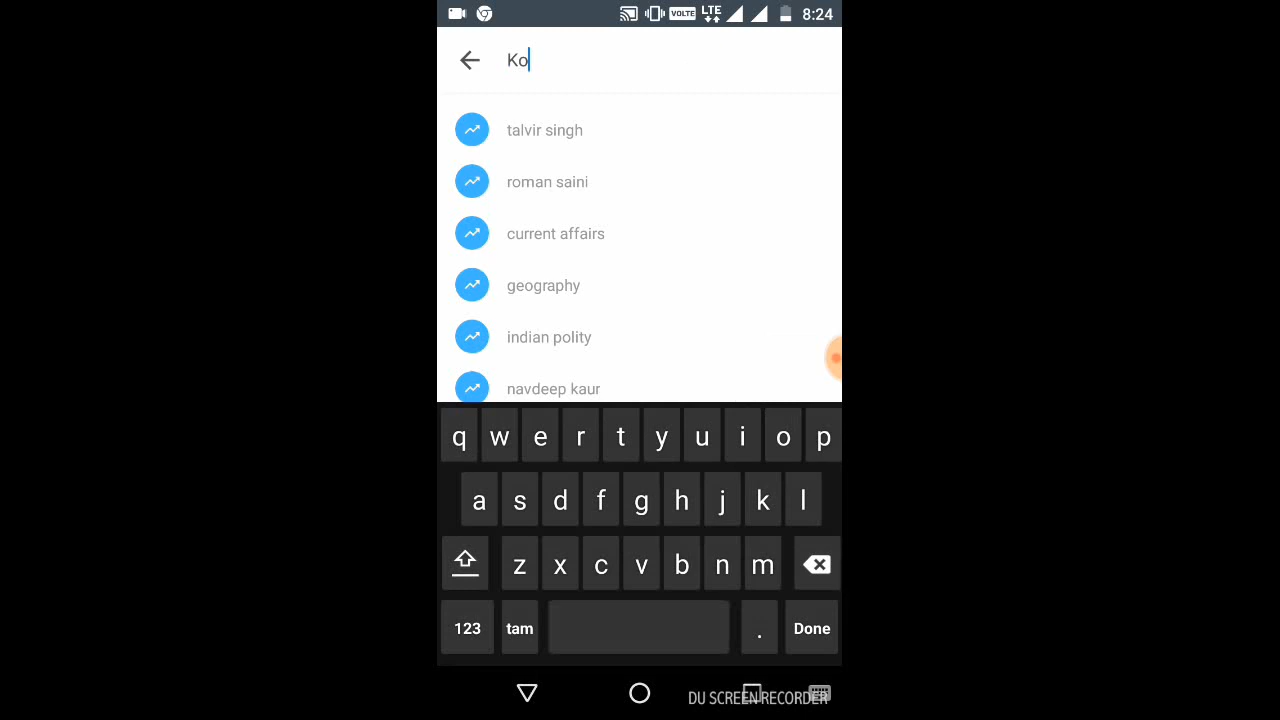 VOLTE LTE 8:24
Ko
talvir singh
roman saini
current affairs
geography
indian polity
navdeep kaur
q w e r t y u i o p
a s d f g h j k l
z x c v b n m
123 tam . Done
DU SCREEN RECORDER